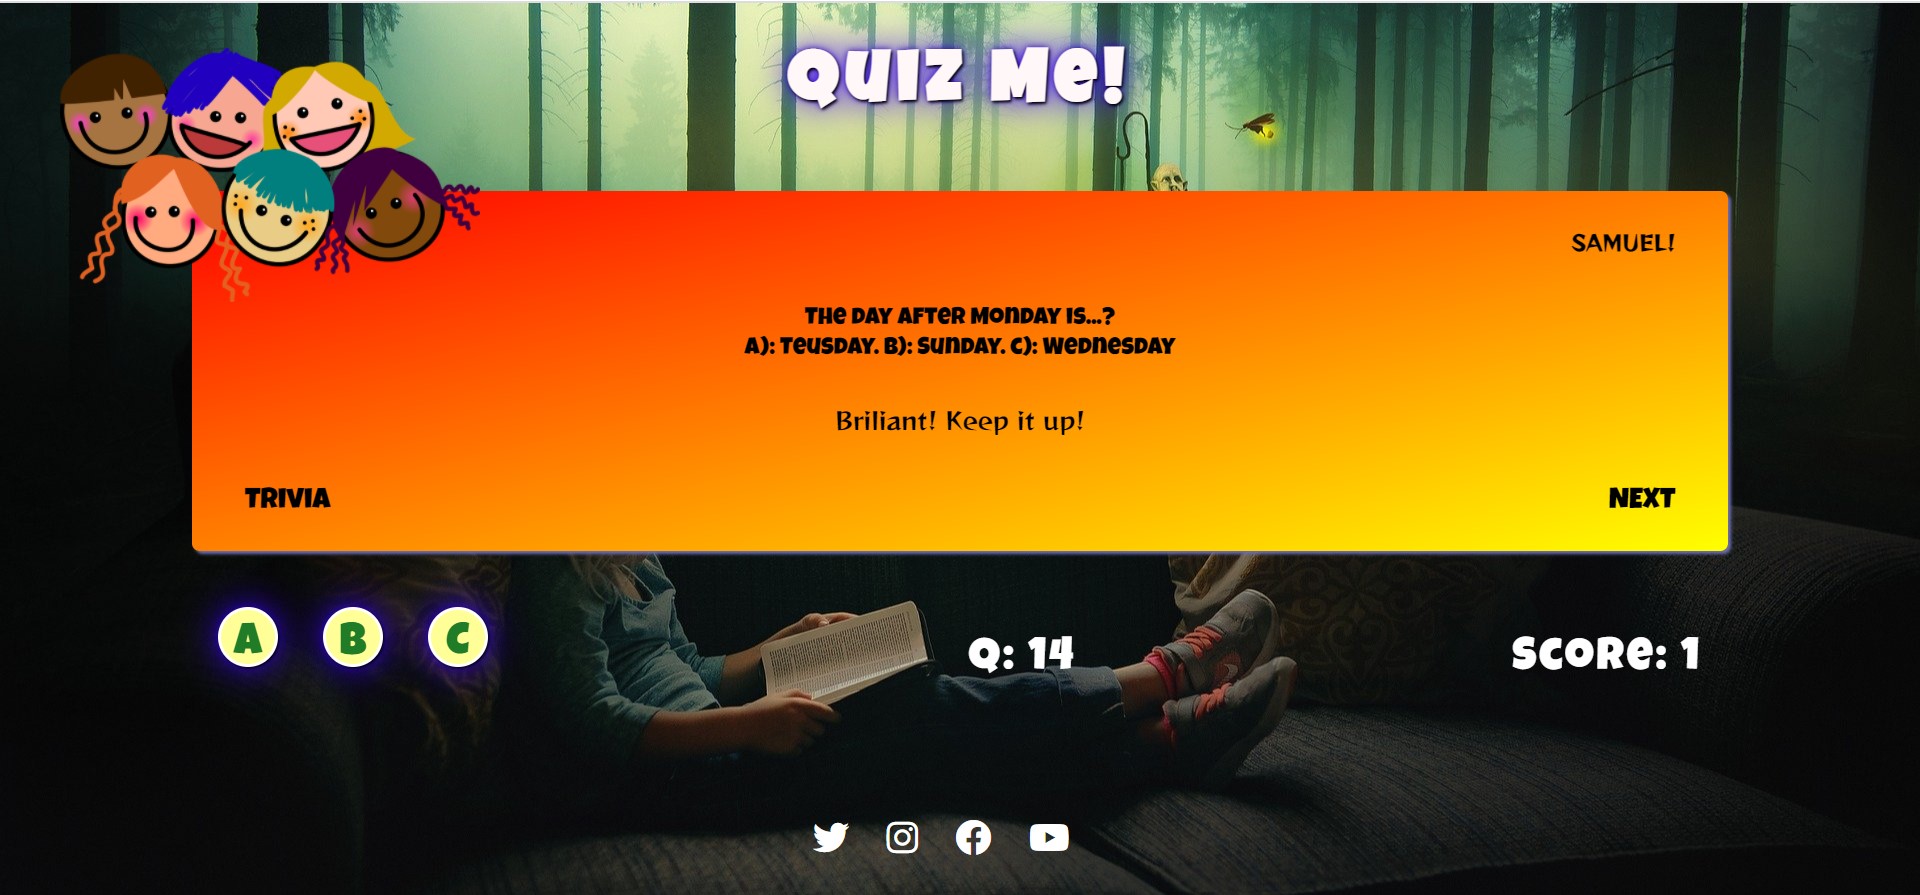 QUIZ Me!
SAMUEL!
The day after Monday is...?
A): Teusday. B): Sunday. C): Wednesday
Briliant! Keep it up!
TRIVIA
NEXT
A B C
Q: 14
Score: 1